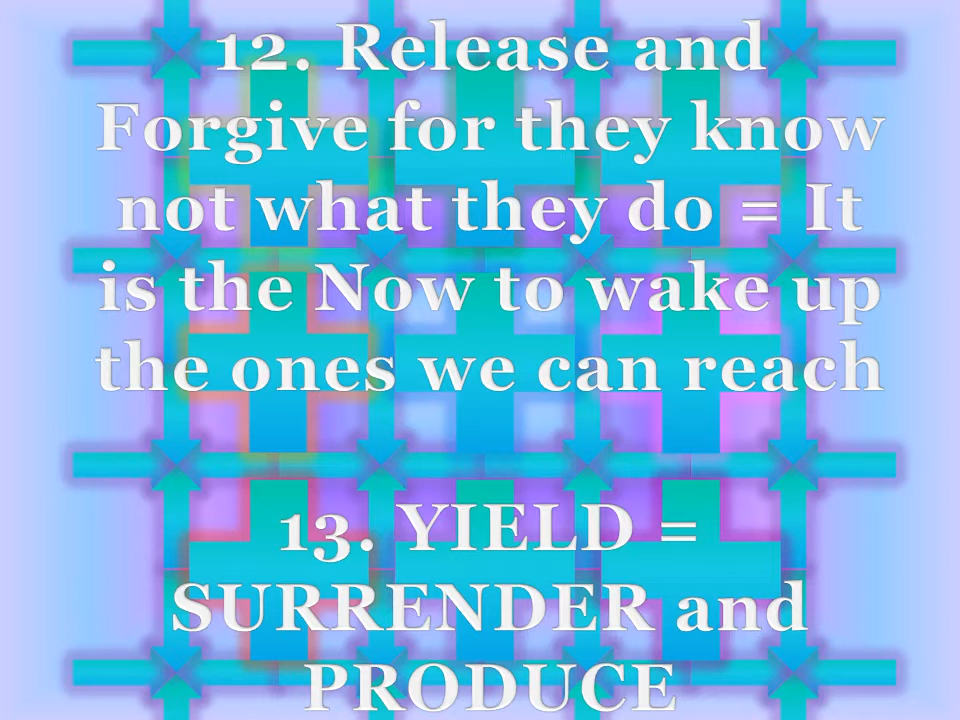 12. Release and
Forgive for they know
not what they do = It
is the Now to wake up
the ones we can reach
13. YIELD =
SURRENDER and
PRODUCE